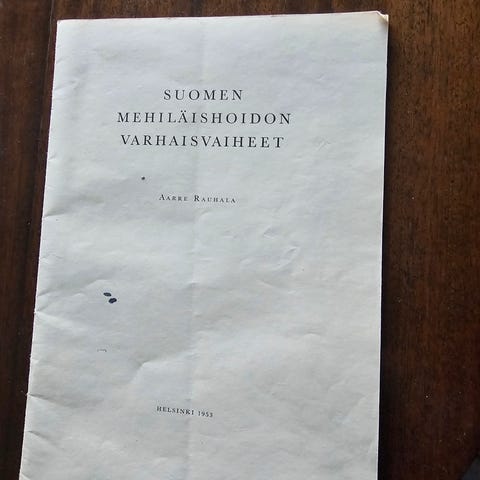 SUOMEN
MEHILÄISHOIDON
VARHAISVAIHEET
AARRE RAUHALA
HELSINKI 1953